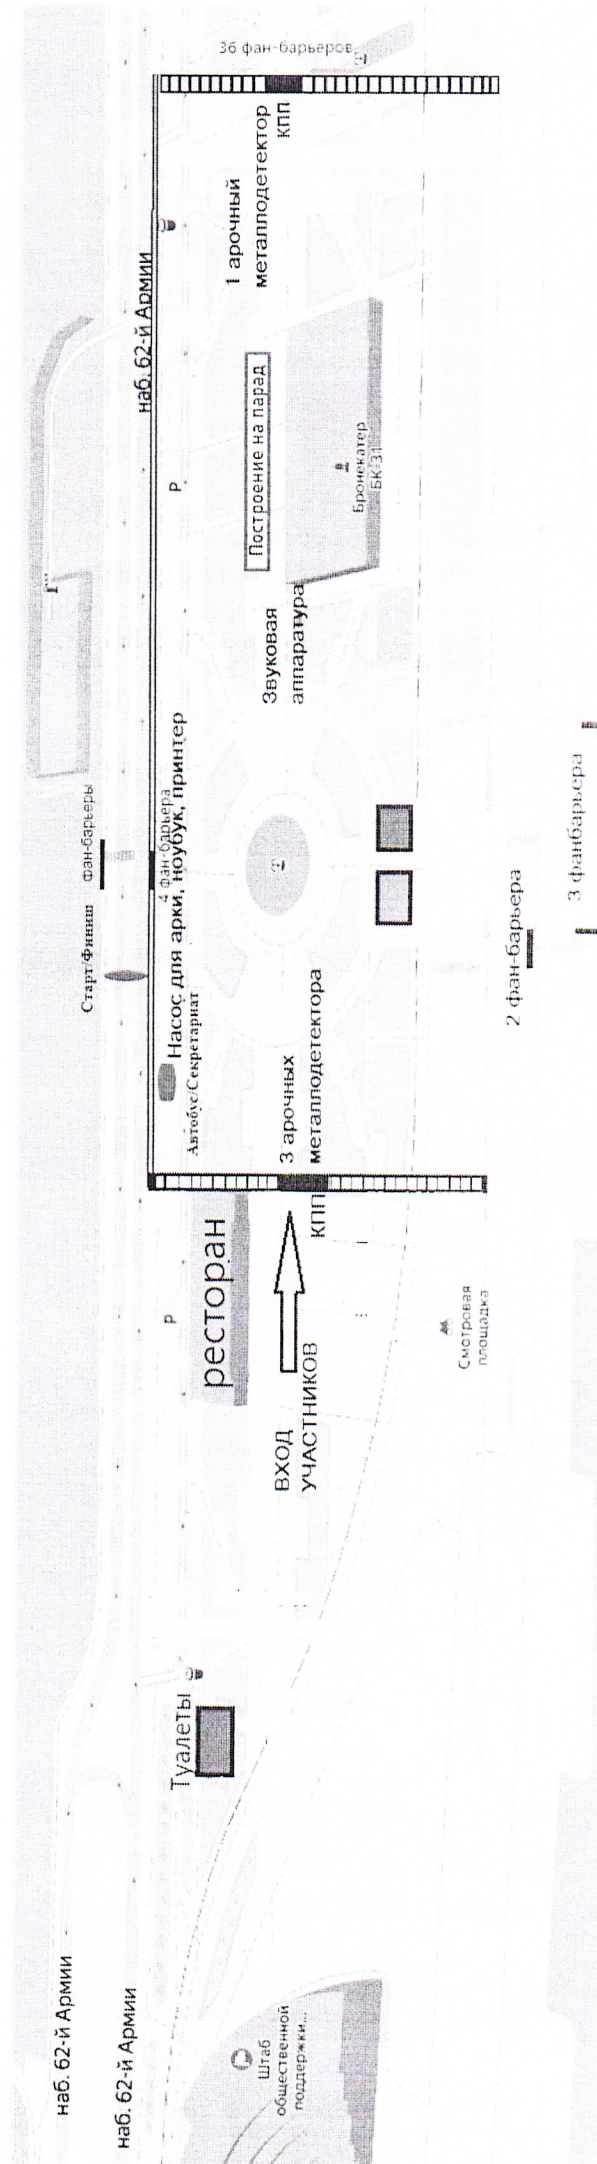 36 фан-барьеров
КПП
1 арочный
металлодетектор
наб. 62-й Армии
Построение на парад
Р
Бронекатер
БК-31
Звуковая
аппаратура
фан-барьеры
Старт/Финиш
4 фан-барьера
Насос для арки, ноубук, принтер
Автобус/Секретариат
3 арочных
металлодетектора
КПП
2 фан-барьера
3 фанбарьера
ресторан
Р
ВХОД
УЧАСТНИКОВ
Смотровая
площадка
Туалеты
наб. 62-й Армии
наб. 62-й Армии
Штаб
общественной
поддержки...